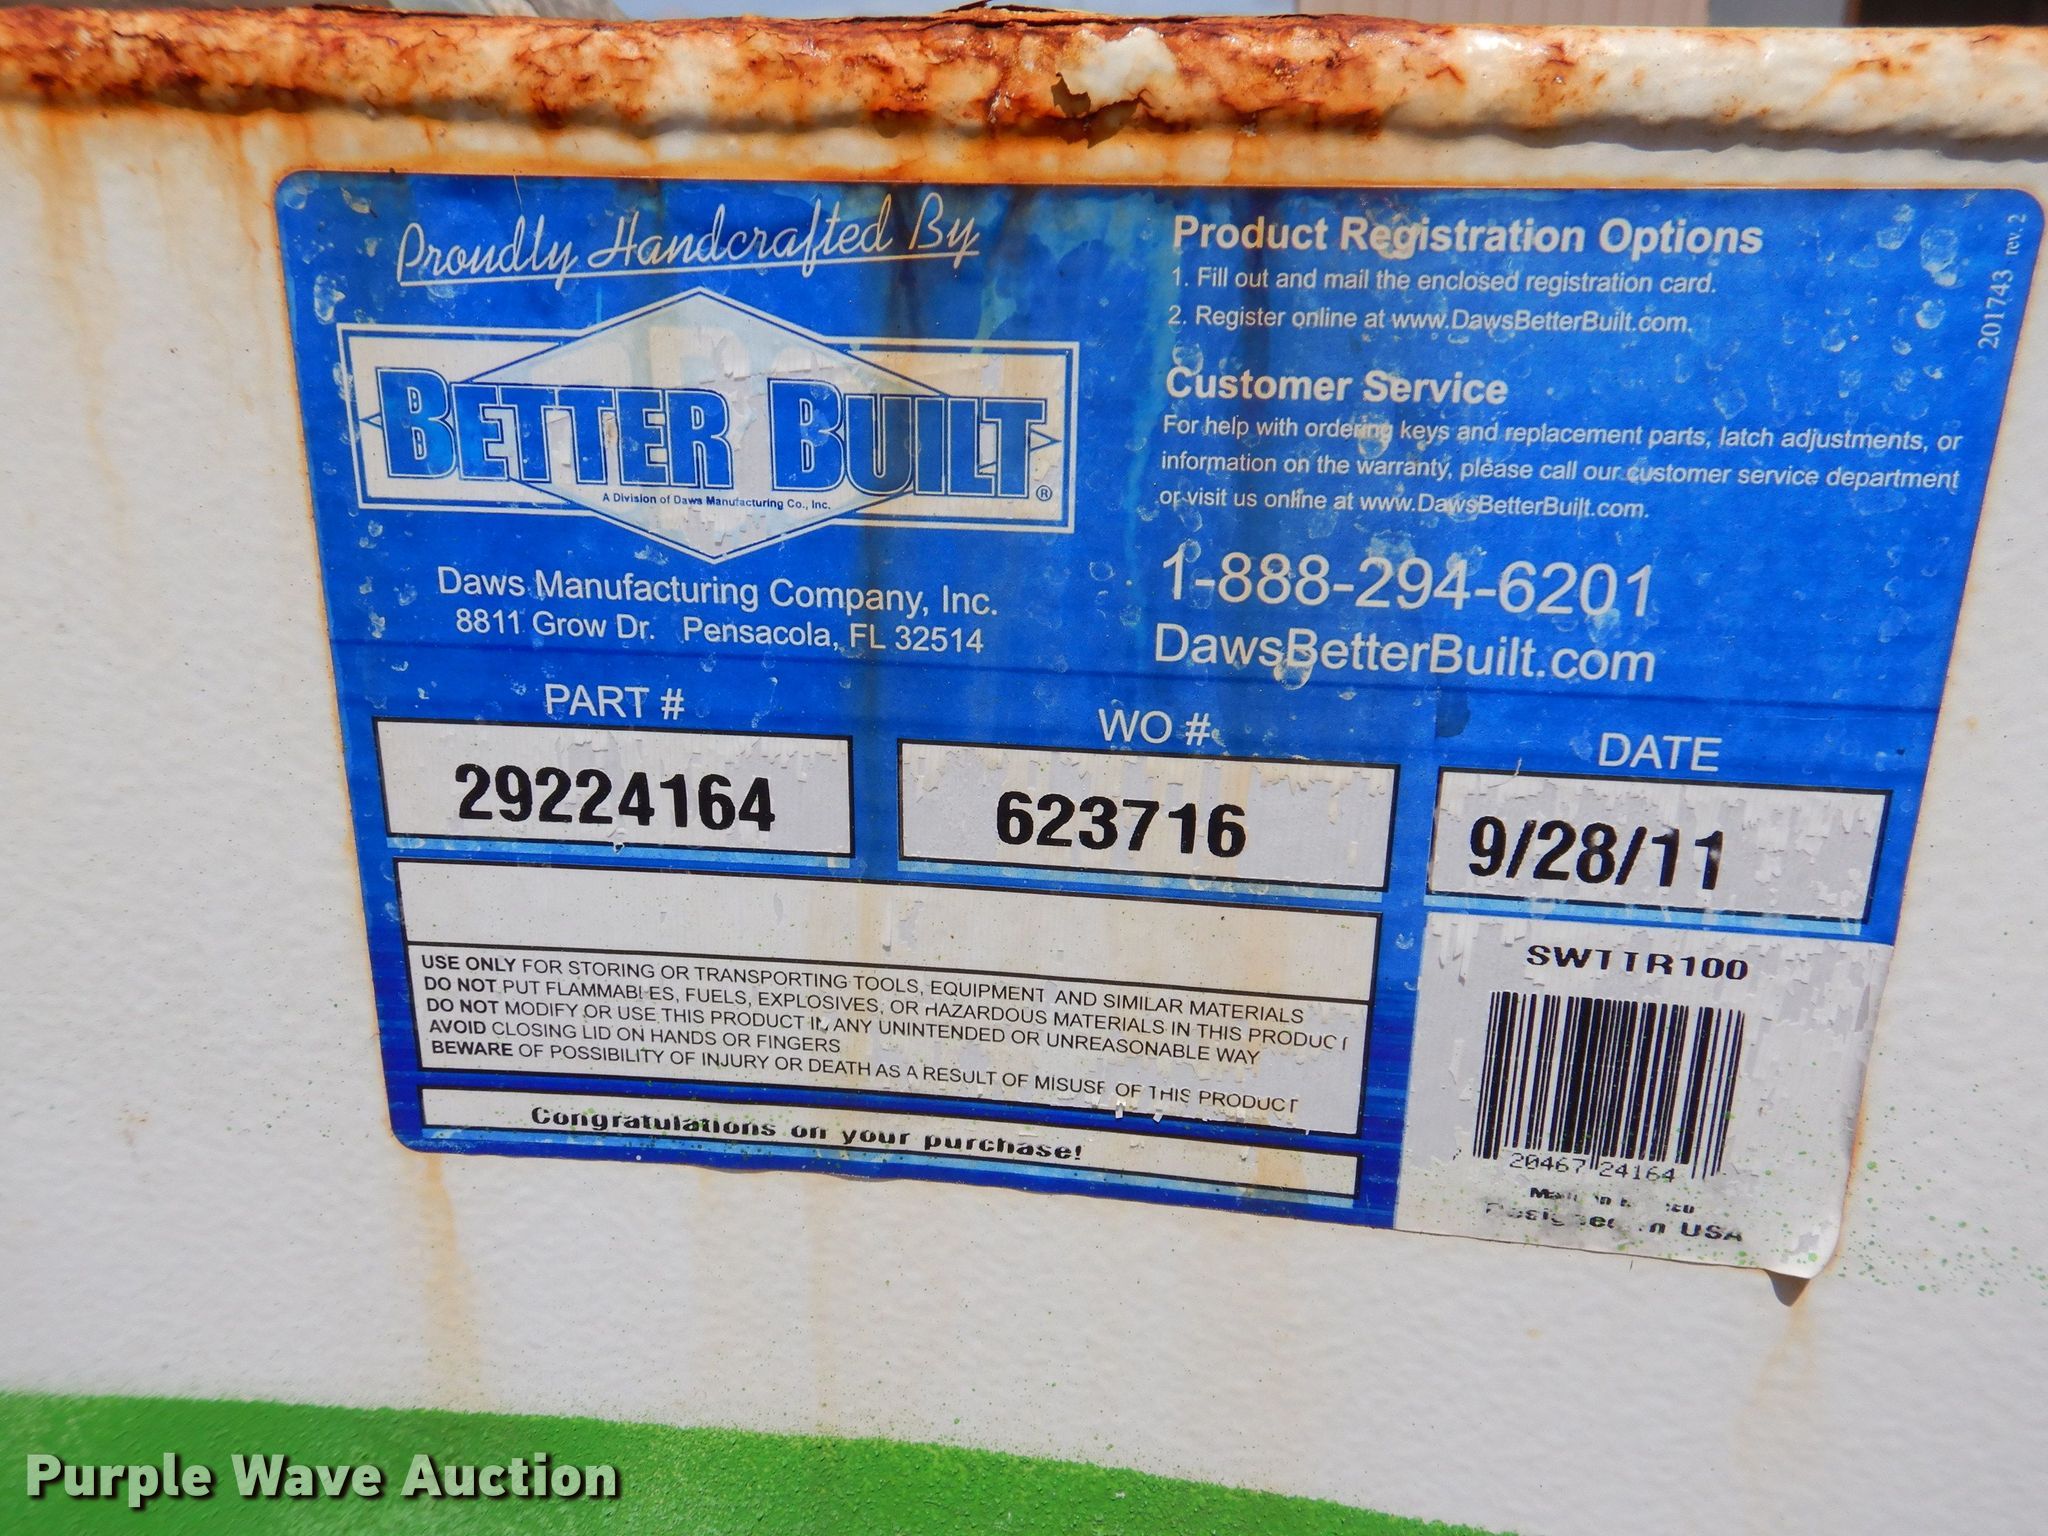 Proudly Handcrafted By
BETTER BUILT®
A Division of Daws Manufacturing Co., Inc.
Daws Manufacturing Company, Inc.
8811 Grow Dr. Pensacola, FL 32514
Product Registration Options
1. Fill out and mail the enclosed registration card.
2. Register online at www.DawsBetterBuilt.com.
Customer Service
For help with ordering keys and replacement parts, latch adjustments, or
information on the warranty, please call our customer service department
or visit us online at www.DawsBetterBuilt.com.
1-888-294-6201
DawsBetterBuilt.com
201743 rev. 2
PART #
29224164
WO #
623716
DATE
9/28/11
USE ONLY FOR STORING OR TRANSPORTING TOOLS, EQUIPMENT AND SIMILAR MATERIALS
DO NOT PUT FLAMMABLES, FUELS, EXPLOSIVES, OR HAZARDOUS MATERIALS IN THIS PRODUCT
DO NOT MODIFY OR USE THIS PRODUCT IN ANY UNINTENDED OR UNREASONABLE WAY
AVOID CLOSING LID ON HANDS OR FINGERS
BEWARE OF POSSIBILITY OF INJURY OR DEATH AS A RESULT OF MISUSE OF THIS PRODUCT
Congratulations on your purchase!
SWTTR100
20467 24164
Made in
Designed in USA
Purple Wave Auction